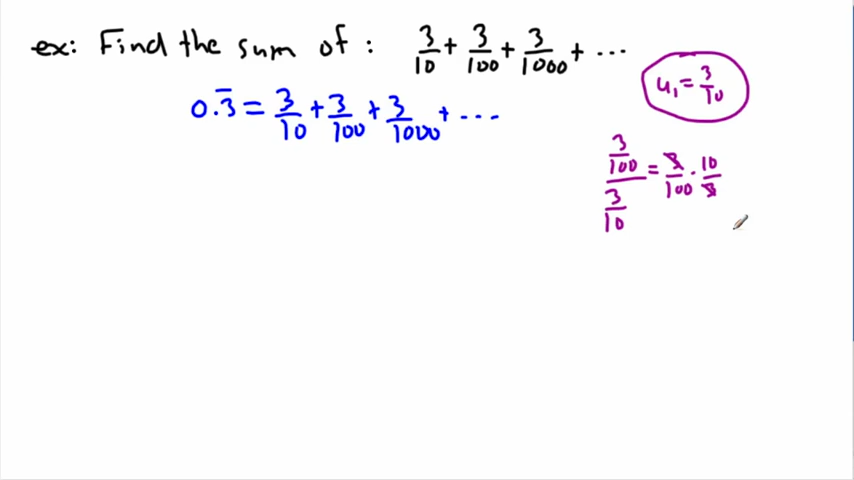 ex: Find the sum of: 3/10 + 3/100 + 3/1000 + ...
u₁ = 3/10
0.3̅ = 3/10 + 3/100 + 3/1000 + ...
(3/100)/(3/10) = 3/100 · 10/3